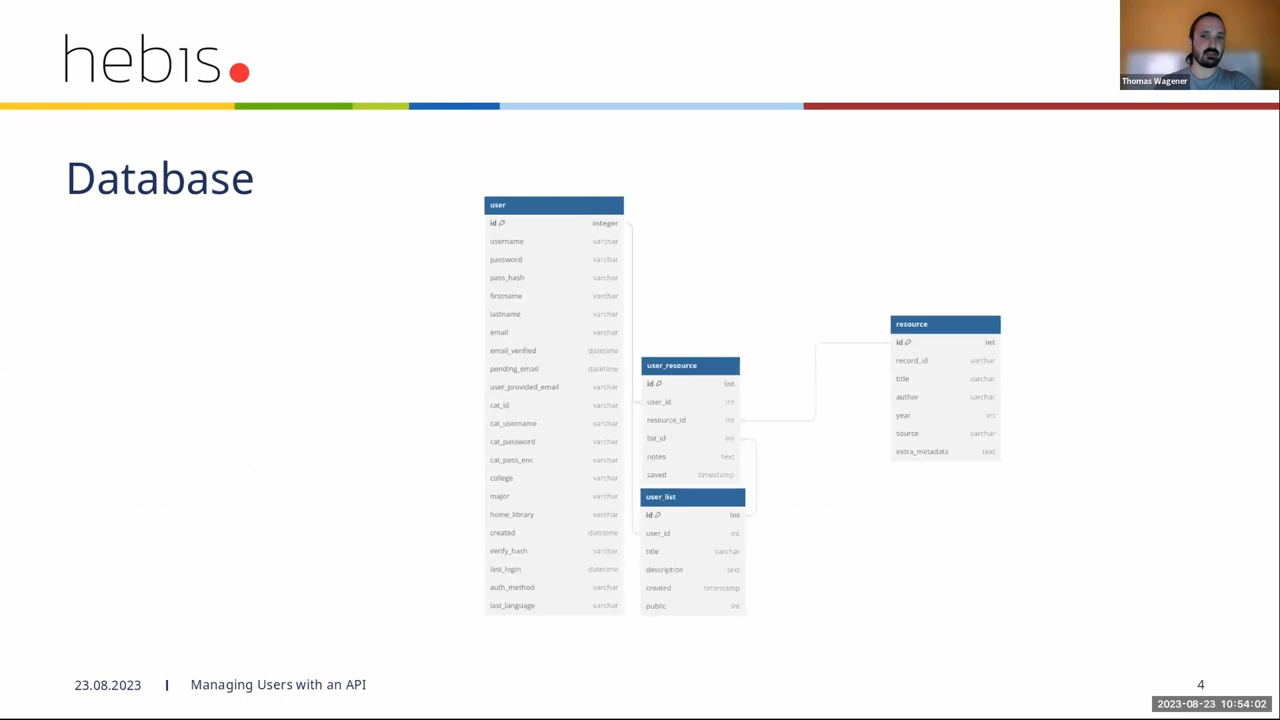 hebis
Thomas Wagener
Database
user
id integer
username varchar
password varchar
pass_hash varchar
firstname varchar
lastname varchar
email varchar
email_verified datetime
pending_email datetime
user_provided_email varchar
cat_id varchar
cat_username varchar
cat_password varchar
cat_pass_enc varchar
college varchar
major varchar
home_library varchar
created datetime
verify_hash varchar
last_login datetime
auth_method varchar
last_language varchar
user_resource
id int
user_id int
resource_id int
list_id int
notes text
saved timestamp
user_list
id int
user_id int
title varchar
description text
created timestamp
public int
resource
id int
record_id varchar
title varchar
author varchar
year int
source varchar
extra_metadata text
23.08.2023 Managing Users with an API 4
2023-08-23 10:54:02